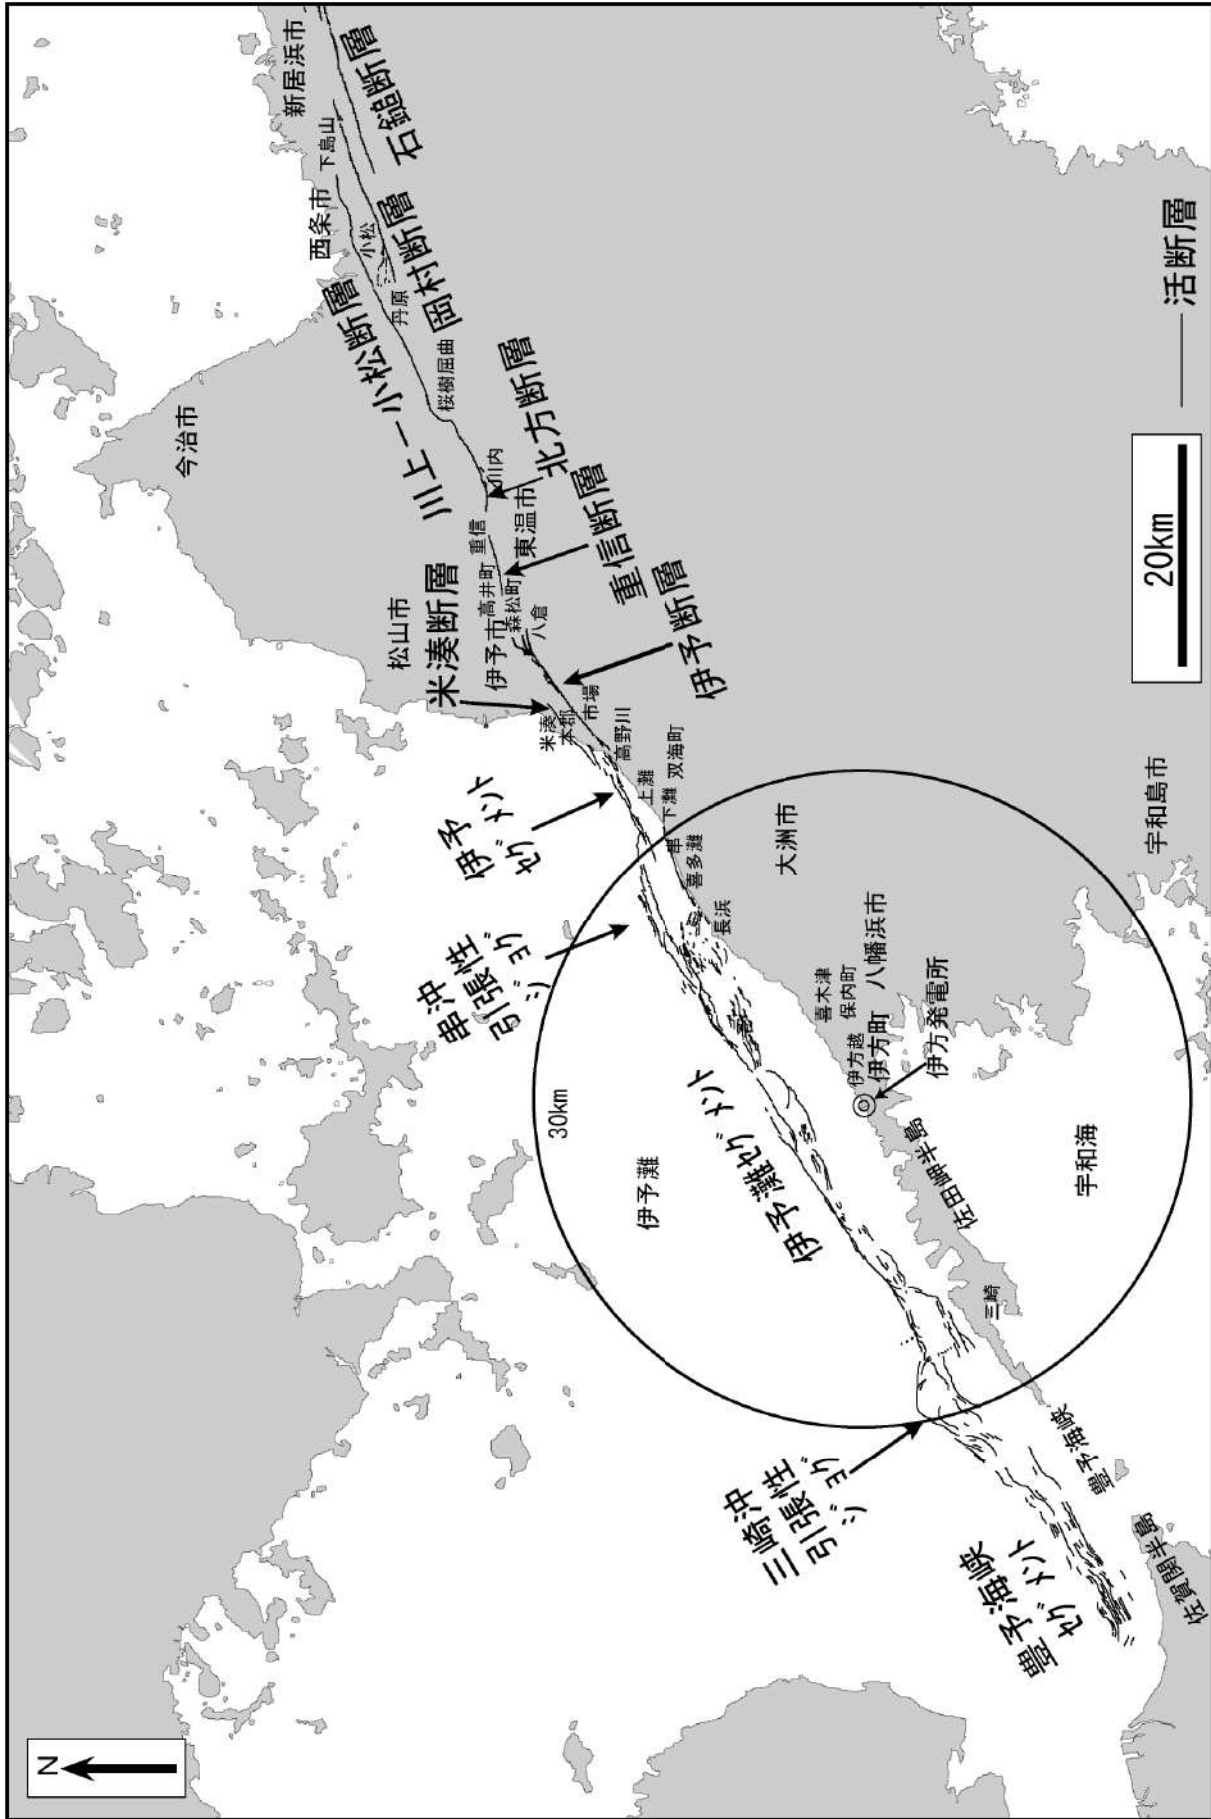 N
今治市
新居浜市
西条市
下島山
石鎚断層
小松
岡村断層
丹原
川上－小松断層
桜樹屈曲
川内
北方断層
重信
東温市
重信断層
高井町
森松町
八倉
松山市
米湊断層
伊予市
伊予断層
米湊
本郡
市場
高野川
上灘
双海町
下灘
串
喜多灘
長浜
伊予
ｾｸﾞﾒﾝﾄ
串沖
引張性
ｼﾞｮｸﾞ
30km
伊予灘
伊予灘ｾｸﾞﾒﾝﾄ
大洲市
喜木津
保内町
八幡浜市
伊方越
伊方町
伊方発電所
佐田岬半島
宇和海
三崎
宇和島市
三崎沖
引張性
ｼﾞｮｸﾞ
豊予海峡
豊予海峡
ｾｸﾞﾒﾝﾄ
佐賀関半島
20km
活断層